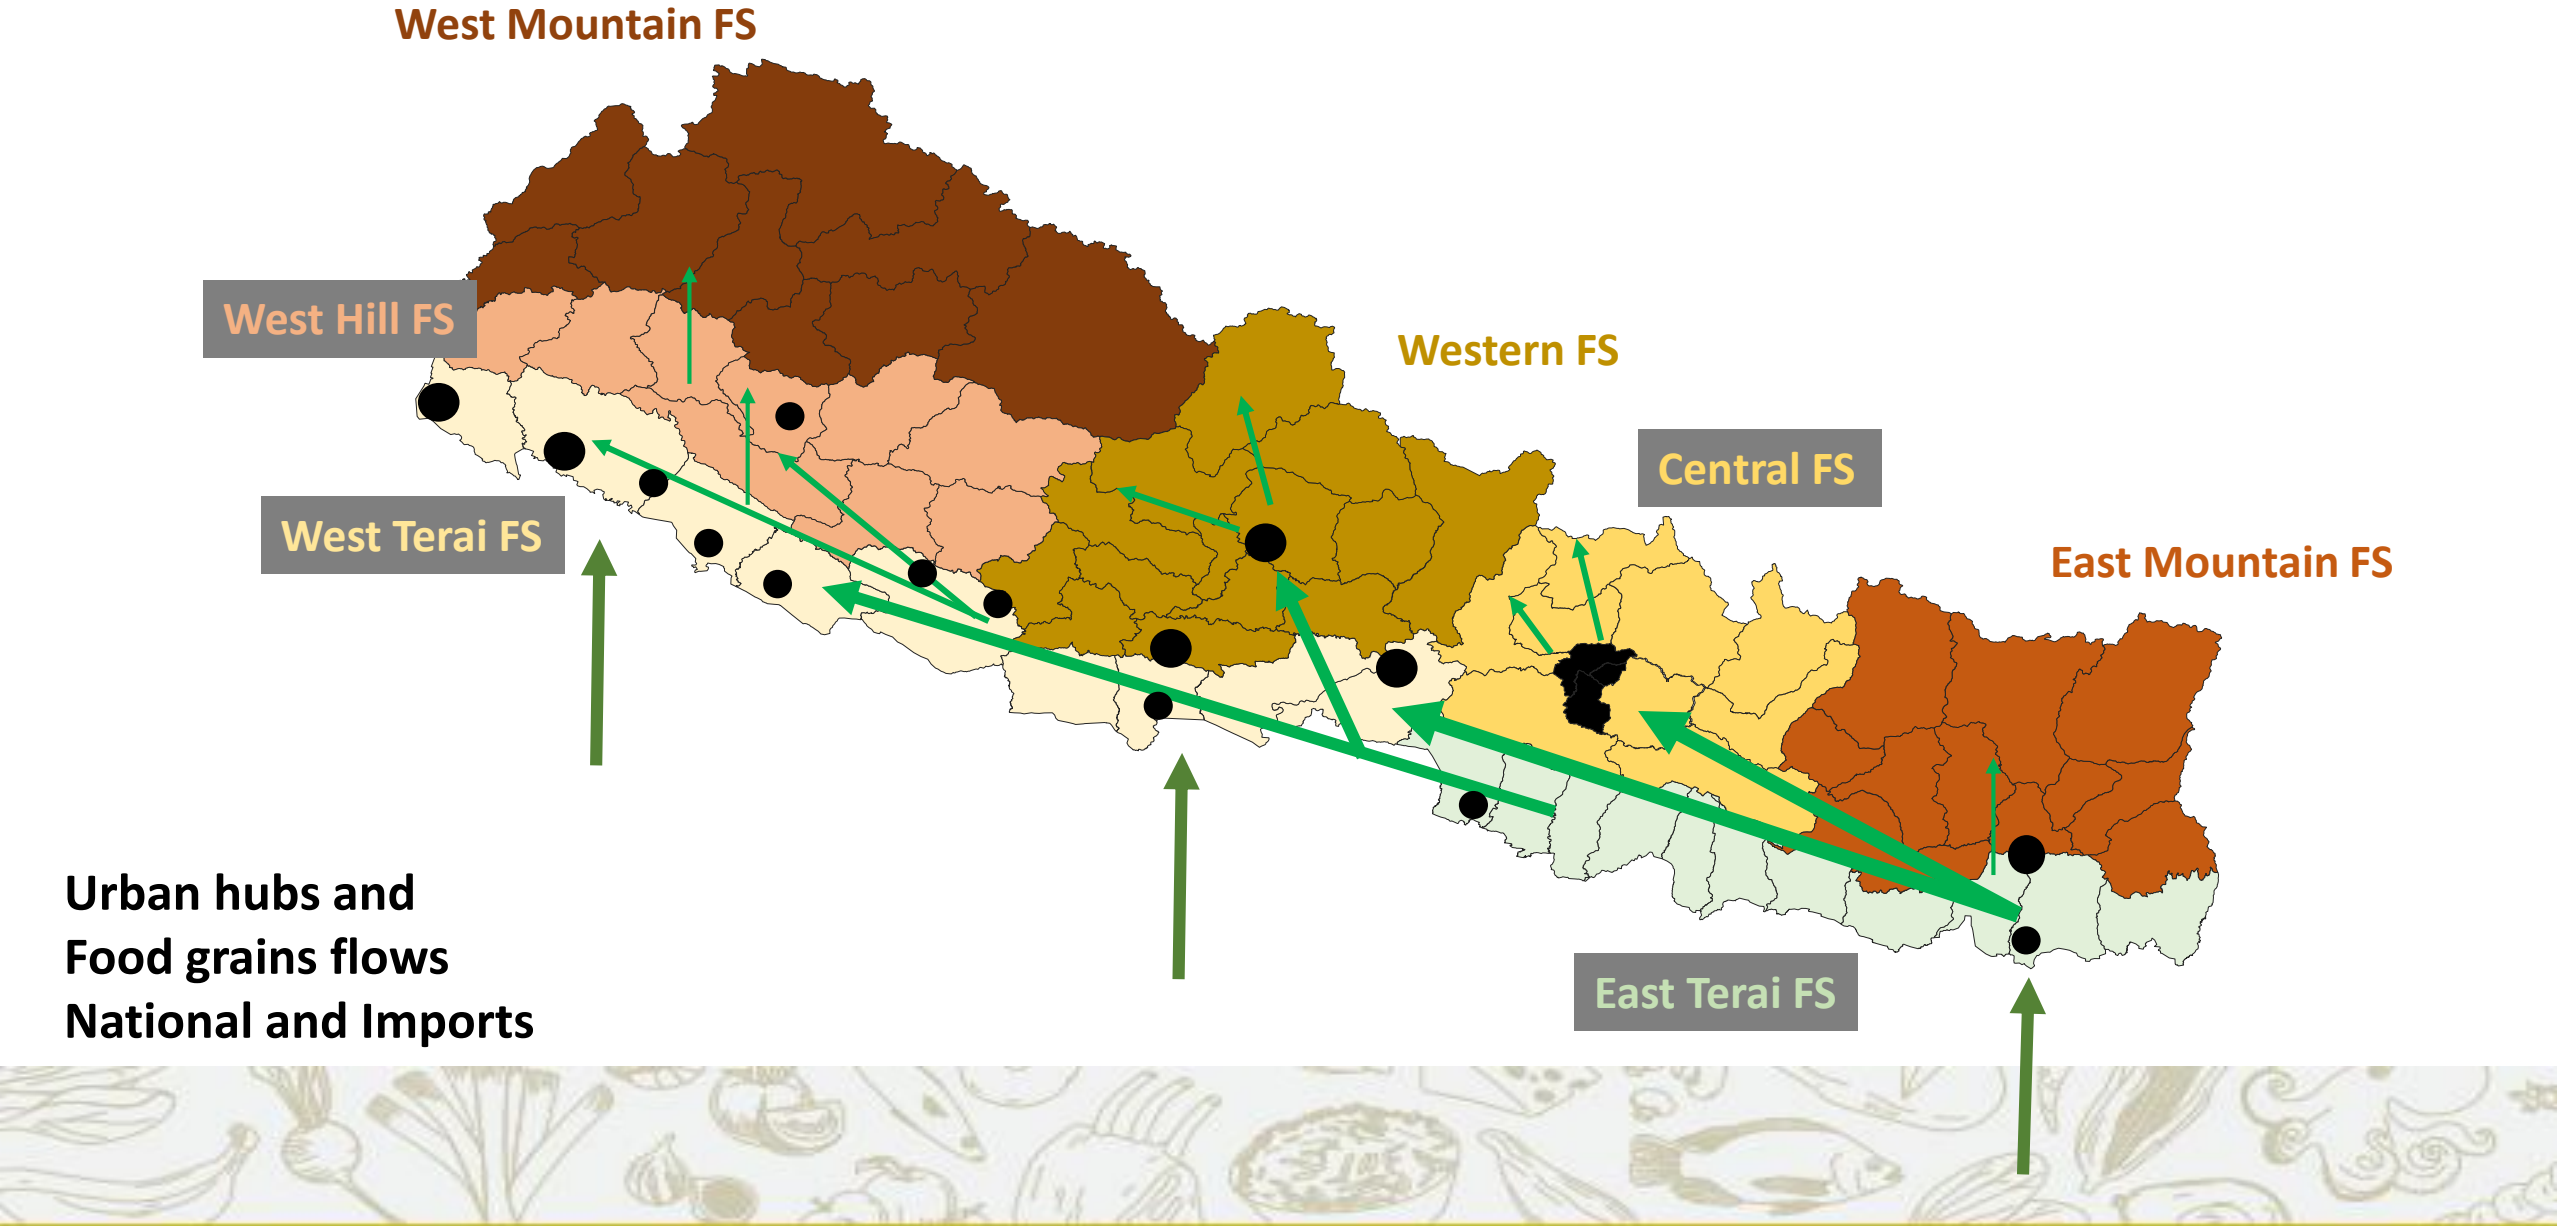 West Mountain FS
West Hill FS
Western FS
Central FS
West Terai FS
East Mountain FS
Urban hubs and
Food grains flows
National and Imports
East Terai FS